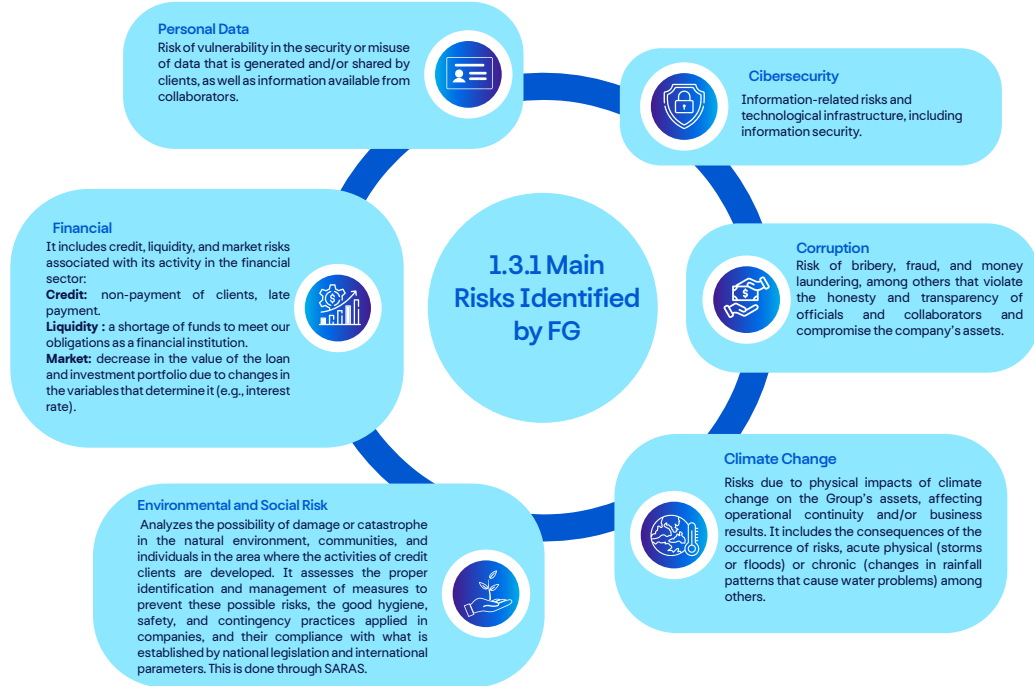 Personal Data
Risk of vulnerability in the security or misuse
of data that is generated and/or shared by
clients, as well as information available from
collaborators.
Cibersecurity
Information-related risks and
technological infrastructure, including
information security.
Financial
It includes credit, liquidity, and market risks
associated with its activity in the financial
sector:
Credit: non-payment of clients, late
payment.
Liquidity : a shortage of funds to meet our
obligations as a financial institution.
Market: decrease in the value of the loan
and investment portfolio due to changes in
the variables that determine it (e.g., interest
rate).
1.3.1 Main
Risks Identified
by FG
Corruption
Risk of bribery, fraud, and money
laundering, among others that violate
the honesty and transparency of
officials and collaborators and
compromise the company's assets.
Climate Change
Risks due to physical impacts of climate
change on the Group's assets, affecting
operational continuity and/or business
results. It includes the consequences of the
occurrence of risks, acute physical (storms
or floods) or chronic (changes in rainfall
patterns that cause water problems) among
others.
Environmental and Social Risk
Analyzes the possibility of damage or catastrophe
in the natural environment, communities, and
individuals in the area where the activities of credit
clients are developed. It assesses the proper
identification and management of measures to
prevent these possible risks, the good hygiene,
safety, and contingency practices applied in
companies, and their compliance with what is
established by national legislation and international
parameters. This is done through SARAS.